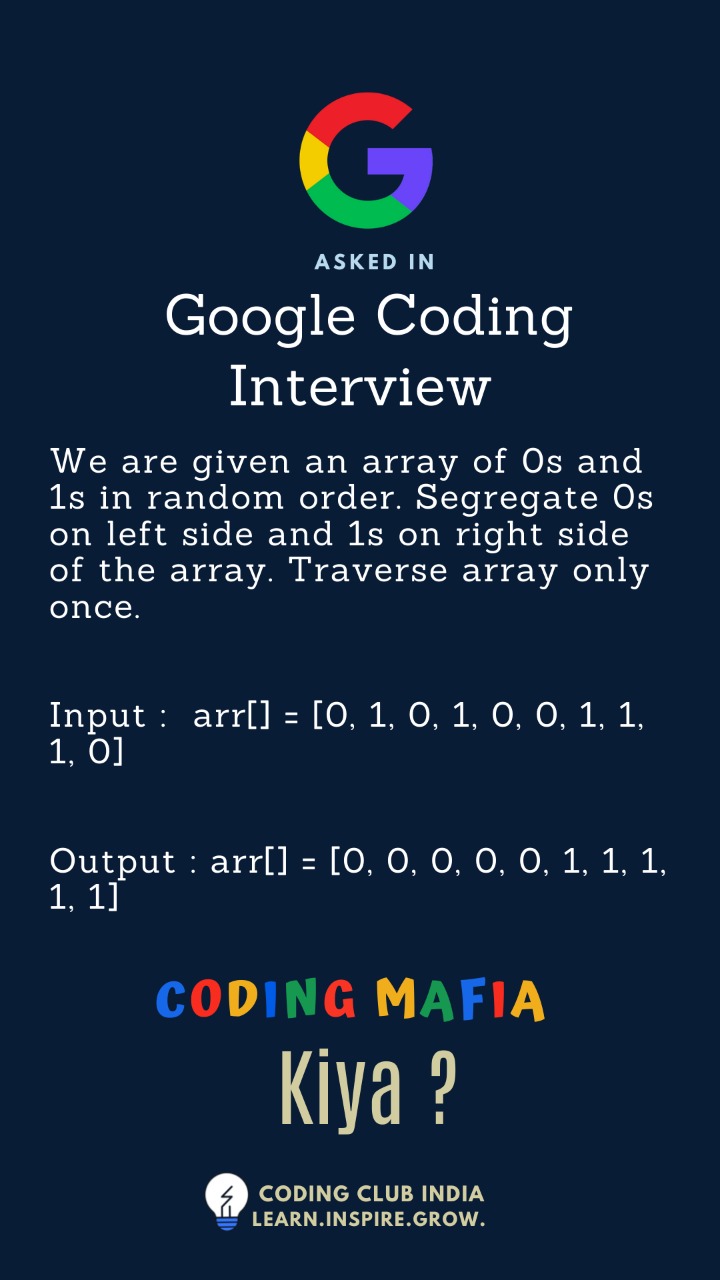 G
ASKED IN
Google Coding
Interview
We are given an array of 0s and
1s in random order. Segregate 0s
on left side and 1s on right side
of the array. Traverse array only
once.
Input :  arr[] = [0, 1, 0, 1, 0, 0, 1, 1,
1, 0]
Output : arr[] = [0, 0, 0, 0, 0, 1, 1, 1,
1, 1]
CODING MAFIA
Kiya ?
CODING CLUB INDIA
LEARN.INSPIRE.GROW.